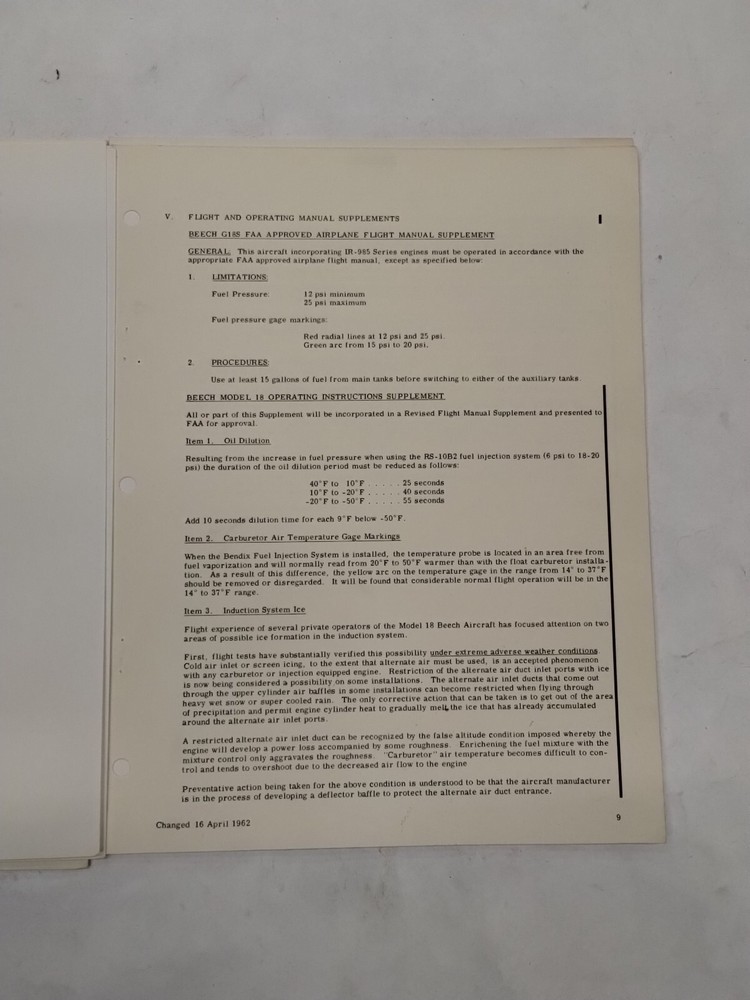 V. FLIGHT AND OPERATING MANUAL SUPPLEMENTS
BEECH G18S FAA APPROVED AIRPLANE FLIGHT MANUAL SUPPLEMENT
GENERAL: This aircraft incorporating IR-985 Series engines must be operated in accordance with the
appropriate FAA approved airplane flight manual, except as specified below:
1. LIMITATIONS:
Fuel Pressure: 12 psi minimum
25 psi maximum
Fuel pressure gage markings:
Red radial lines at 12 psi and 25 psi.
Green arc from 15 psi to 20 psi.
2. PROCEDURES:
Use at least 15 gallons of fuel from main tanks before switching to either of the auxiliary tanks.
BEECH MODEL 18 OPERATING INSTRUCTIONS SUPPLEMENT
All or part of this Supplement will be incorporated in a Revised Flight Manual Supplement and presented to
FAA for approval.
Item 1. Oil Dilution
Resulting from the increase in fuel pressure when using the RS-10B2 fuel injection system (6 psi to 18-20
psi) the duration of the oil dilution period must be reduced as follows:
40°F to 10°F . . . . . 25 seconds
10°F to -20°F . . . . . 40 seconds
-20°F to -50°F . . . . . 55 seconds
Add 10 seconds dilution time for each 9°F below -50°F.
Item 2. Carburetor Air Temperature Gage Markings
When the Bendix Fuel Injection System is installed, the temperature probe is located in an area free from
fuel vaporization and will normally read from 20°F to 50°F warmer than with the float carburetor installa-
tion. As a result of this difference, the yellow arc on the temperature gage in the range from 14° to 37°F
should be removed or disregarded. It will be found that considerable normal flight operation will be in the
14° to 37°F range.
Item 3. Induction System Ice
Flight experience of several private operators of the Model 18 Beech Aircraft has focused attention on two
areas of possible ice formation in the induction system.
First, flight tests have substantially verified this possibility under extreme adverse weather conditions.
Cold air inlet or screen icing, to the extent that alternate air must be used, is an accepted phenomenon
with any carburetor or injection equipped engine. Restriction of the alternate air duct inlet ports with ice
is now being considered a possibility on some installations. The alternate air inlet ducts that come out
through the upper cylinder air baffles in some installations can become restricted when flying through
heavy wet snow or super cooled rain. The only corrective action that can be taken is to get out of the area
of precipitation and permit engine cylinder heat to gradually melt the ice that has already accumulated
around the alternate air inlet ports.
A restricted alternate air inlet duct can be recognized by the false altitude condition imposed whereby the
engine will develop a power loss accompanied by some roughness. Enrichening the fuel mixture with the
mixture control only aggravates the roughness. "Carburetor" air temperature becomes difficult to con-
trol and tends to overshoot due to the decreased air flow to the engine.
Preventative action being taken for the above condition is understood to be that the aircraft manufacturer
is in the process of developing a deflector baffle to protect the alternate air duct entrance.
Changed 16 April 1962
9